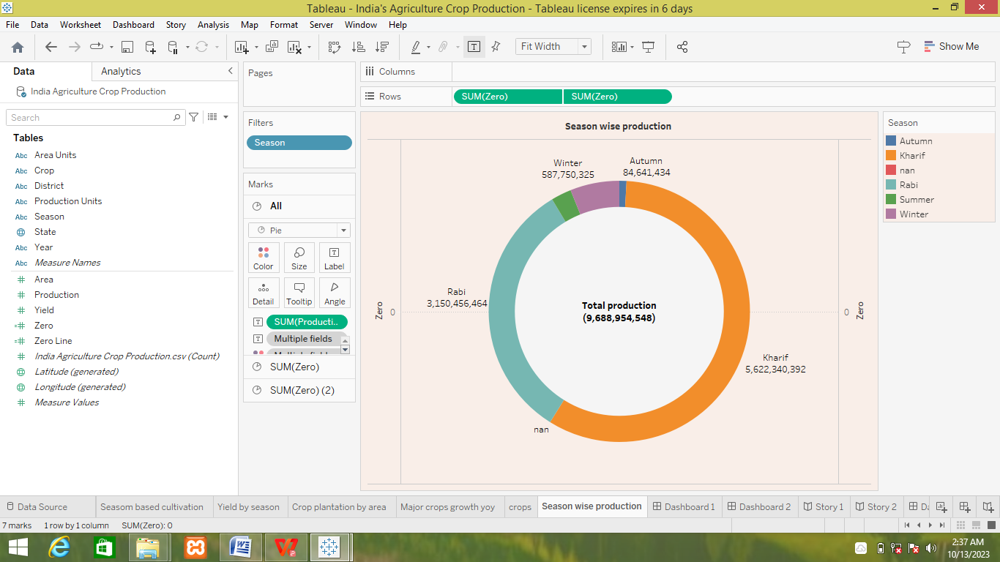 Tableau - India's Agriculture Crop Production - Tableau license expires in 6 days
File Data Worksheet Dashboard Story Analysis Map Format Server Window Help
Fit Width
Show Me
Data Analytics
India Agriculture Crop Production
Search
Tables
Abc Area Units
Abc Crop
Abc District
Abc Production Units
Abc Season
State
Abc Year
Abc Measure Names
Area
Production
Yield
Zero
Zero Line
India Agriculture Crop Production.csv (Count)
Latitude (generated)
Longitude (generated)
Measure Values
Pages
Filters
Season
Marks
All
Pie
Color Size Label
Detail Tooltip Angle
SUM(Producti..
Multiple fields
SUM(Zero)
SUM(Zero) (2)
Columns
Rows SUM(Zero) SUM(Zero)
Season wise production
Winter
587,750,325
Autumn
84,641,434
Rabi
3,150,456,464
Zero 0
Total production
(9,688,954,548)
0 Zero
Kharif
5,622,340,392
nan
Season
Autumn
Kharif
nan
Rabi
Summer
Winter
Data Source Seasom based cultivation Yield by season Crop plantation by area Major crops growth yoy crops Season wise production Dashboard 1 Dashboard 2 Story 1 Story 2 Da
7 marks 1 row by 1 column SUM(Zero): 0
2:37 AM
10/13/2023